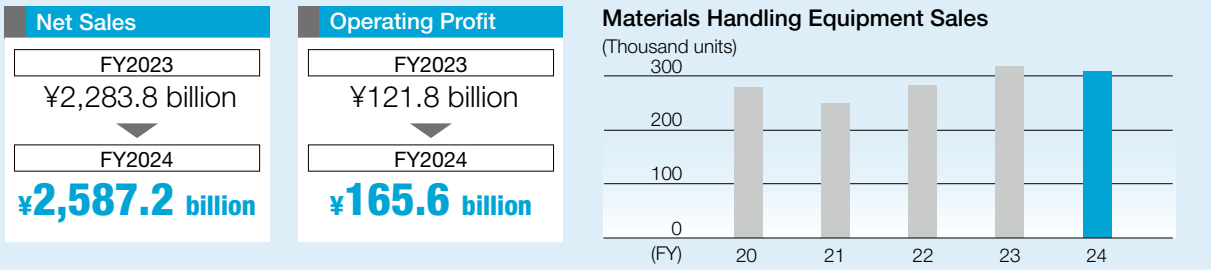 Net Sales
FY2023
¥2,283.8 billion
FY2024
¥2,587.2 billion
Operating Profit
FY2023
¥121.8 billion
FY2024
¥165.6 billion
Materials Handling Equipment Sales
(Thousand units)
300
200
100
0
(FY) 20 21 22 23 24